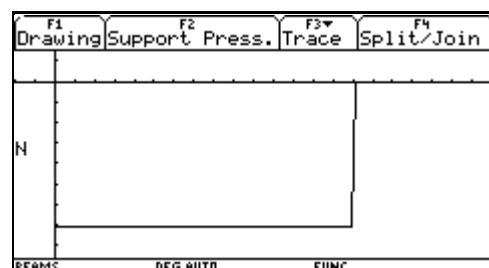 F1 F2 F3▾ F4
Drawing Support Press. Trace Split/Join
N
BEAMS DEG AUTO FUNC